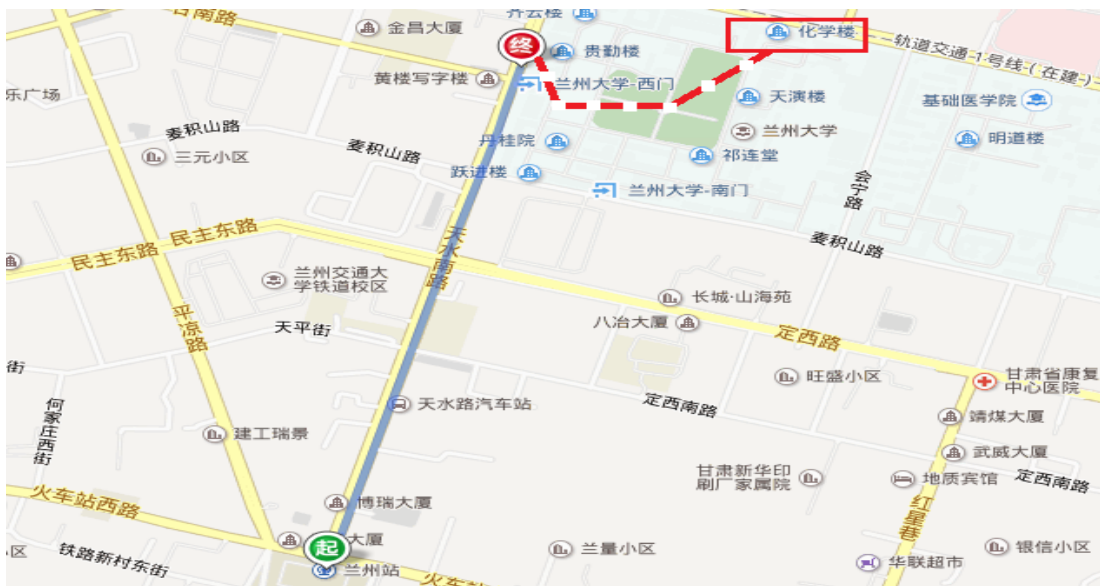 齐云楼
金昌大厦
化学楼
终
贵勤楼
轨道交通1号线(在建)
黄楼写字楼
兰州大学-西门
天演楼
基础医学院
乐广场
麦积山路
丹桂院
兰州大学
明道楼
三元小区
麦积山路
祁连堂
跃进楼
兰州大学-南门
会宁路
民主东路
民主东路
天水南路
麦积山路
兰州交通大
学铁道校区
长城·山海苑
平凉路
天平街
八冶大厦
定西路
街
旺盛小区
甘肃省康复
中心医院
何家庄西街
天水路汽车站
定西南路
靖煤大厦
建工瑞景
武威大厦
甘肃新华印
刷厂家属院
地质宾馆
定西南路
火车站西路
博瑞大厦
红星巷
起
大厦
小区
铁路新村东街
兰州站
兰量小区
华联超市
银信小区
火车站